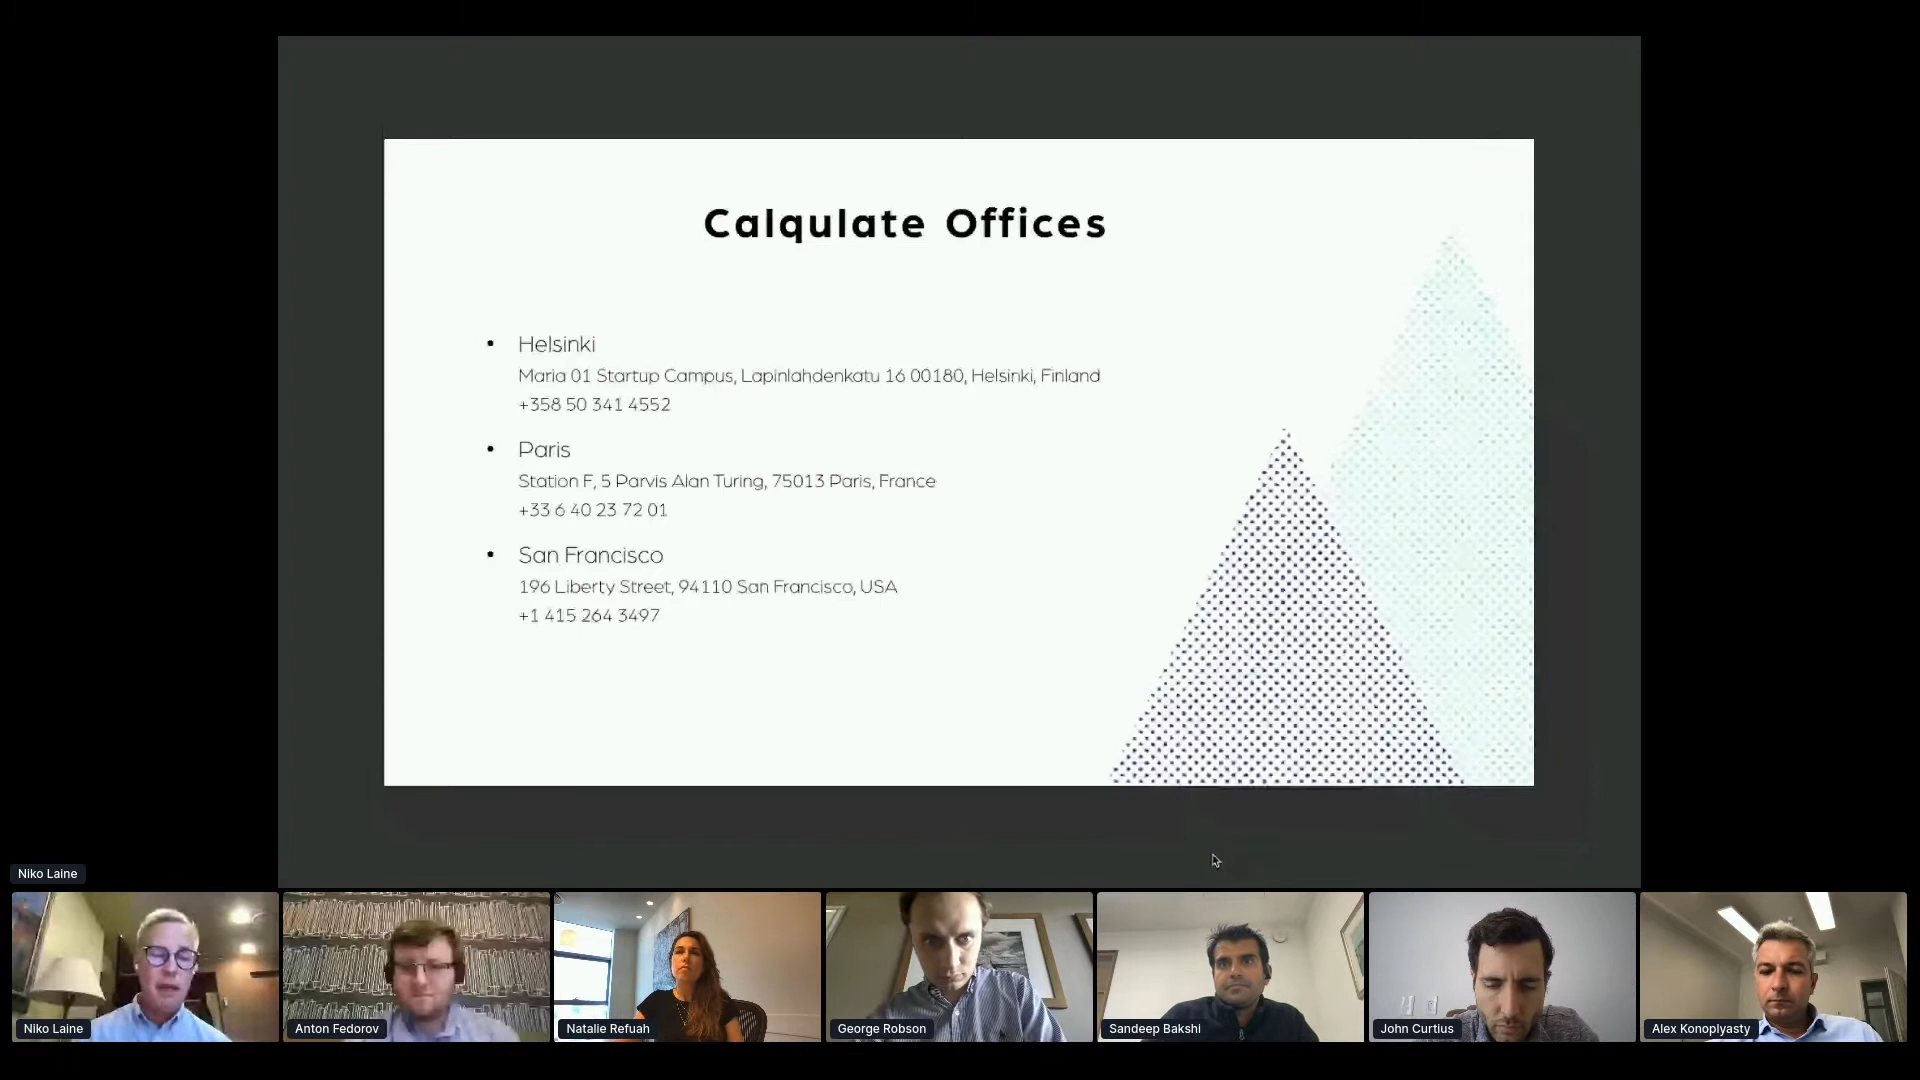 Calqulate Offices
• Helsinki
Maria 01 Startup Campus, Lapinlahdenkatu 16 00180, Helsinki, Finland
+358 50 341 4552
• Paris
Station F, 5 Parvis Alan Turing, 75013 Paris, France
+33 6 40 23 72 01
• San Francisco
196 Liberty Street, 94110 San Francisco, USA
+1 415 264 3497
Niko Laine
Niko Laine
Anton Fedorov
Natalie Refuah
George Robson
Sandeep Bakshi
John Curtius
Alex Konoplyasty